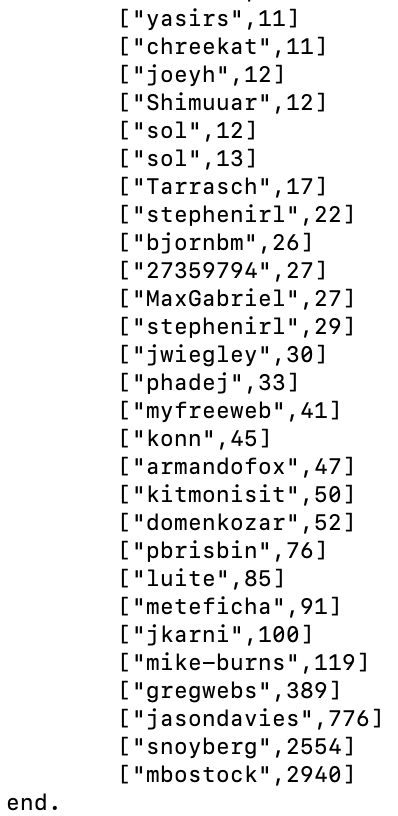 ["yasirs",11]
["chreekat",11]
["joeyh",12]
["Shimuuar",12]
["sol",12]
["sol",13]
["Tarrasch",17]
["stephenirl",22]
["bjornbm",26]
["27359794",27]
["MaxGabriel",27]
["stephenirl",29]
["jwiegley",30]
["phadej",33]
["myfreeweb",41]
["konn",45]
["armandofox",47]
["kitmonisit",50]
["domenkozar",52]
["pbrisbin",76]
["luite",85]
["meteficha",91]
["jkarni",100]
["mike-burns",119]
["gregwebs",389]
["jasondavies",776]
["snoyberg",2554]
["mbostock",2940]
end.